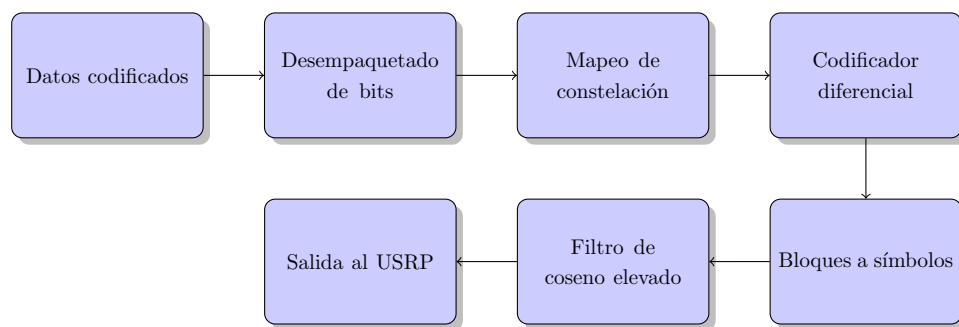 Datos codificados
Desempaquetado
de bits
Mapeo de
constelación
Codificador
diferencial
Bloques a símbolos
Filtro de
coseno elevado
Salida al USRP